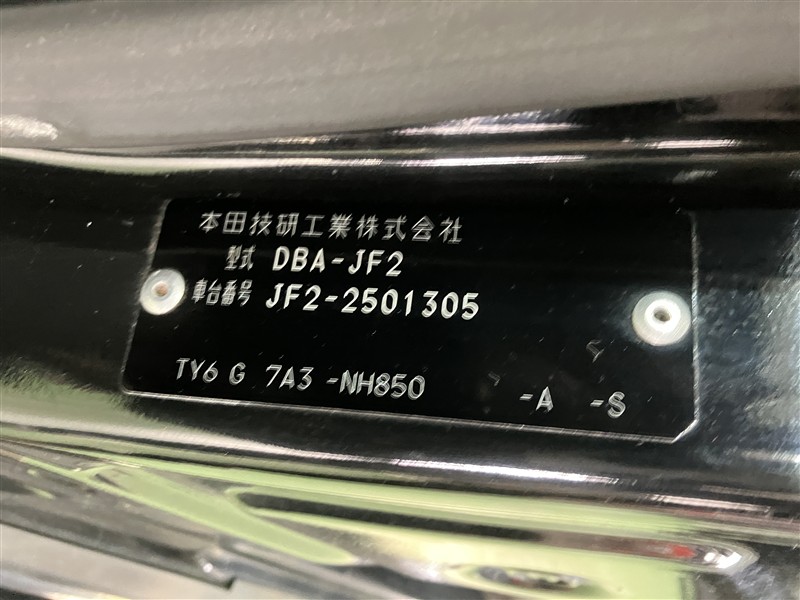 本田技研工業株式会社
型式 DBA-JF2
車台番号 JF2-2501305
TY6 G 7A3 -NH850 -A -S